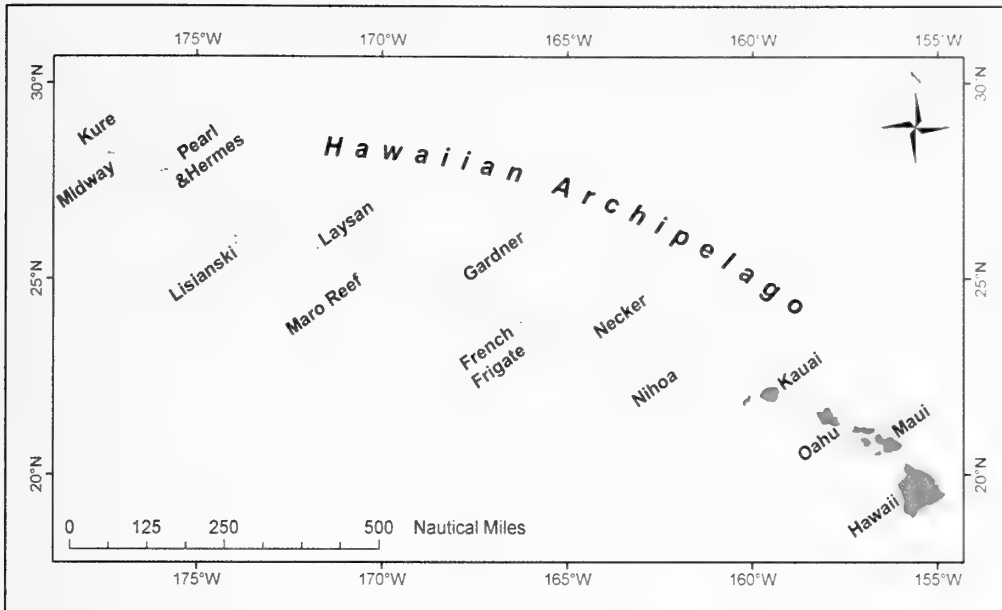 175°W 170°W 165°W 160°W 155°W
30°N 30°N
Kure
Pearl
&Hermes
Midway
Hawaiian Archipelago
Laysan
Lisianski
Gardner
25°N 25°N
Maro Reef
Necker
French
Frigate
Nihoa
Kauai
Oahu
Maui
20°N 20°N
Hawaii
0 125 250 500 Nautical Miles
175°W 170°W 165°W 160°W 155°W